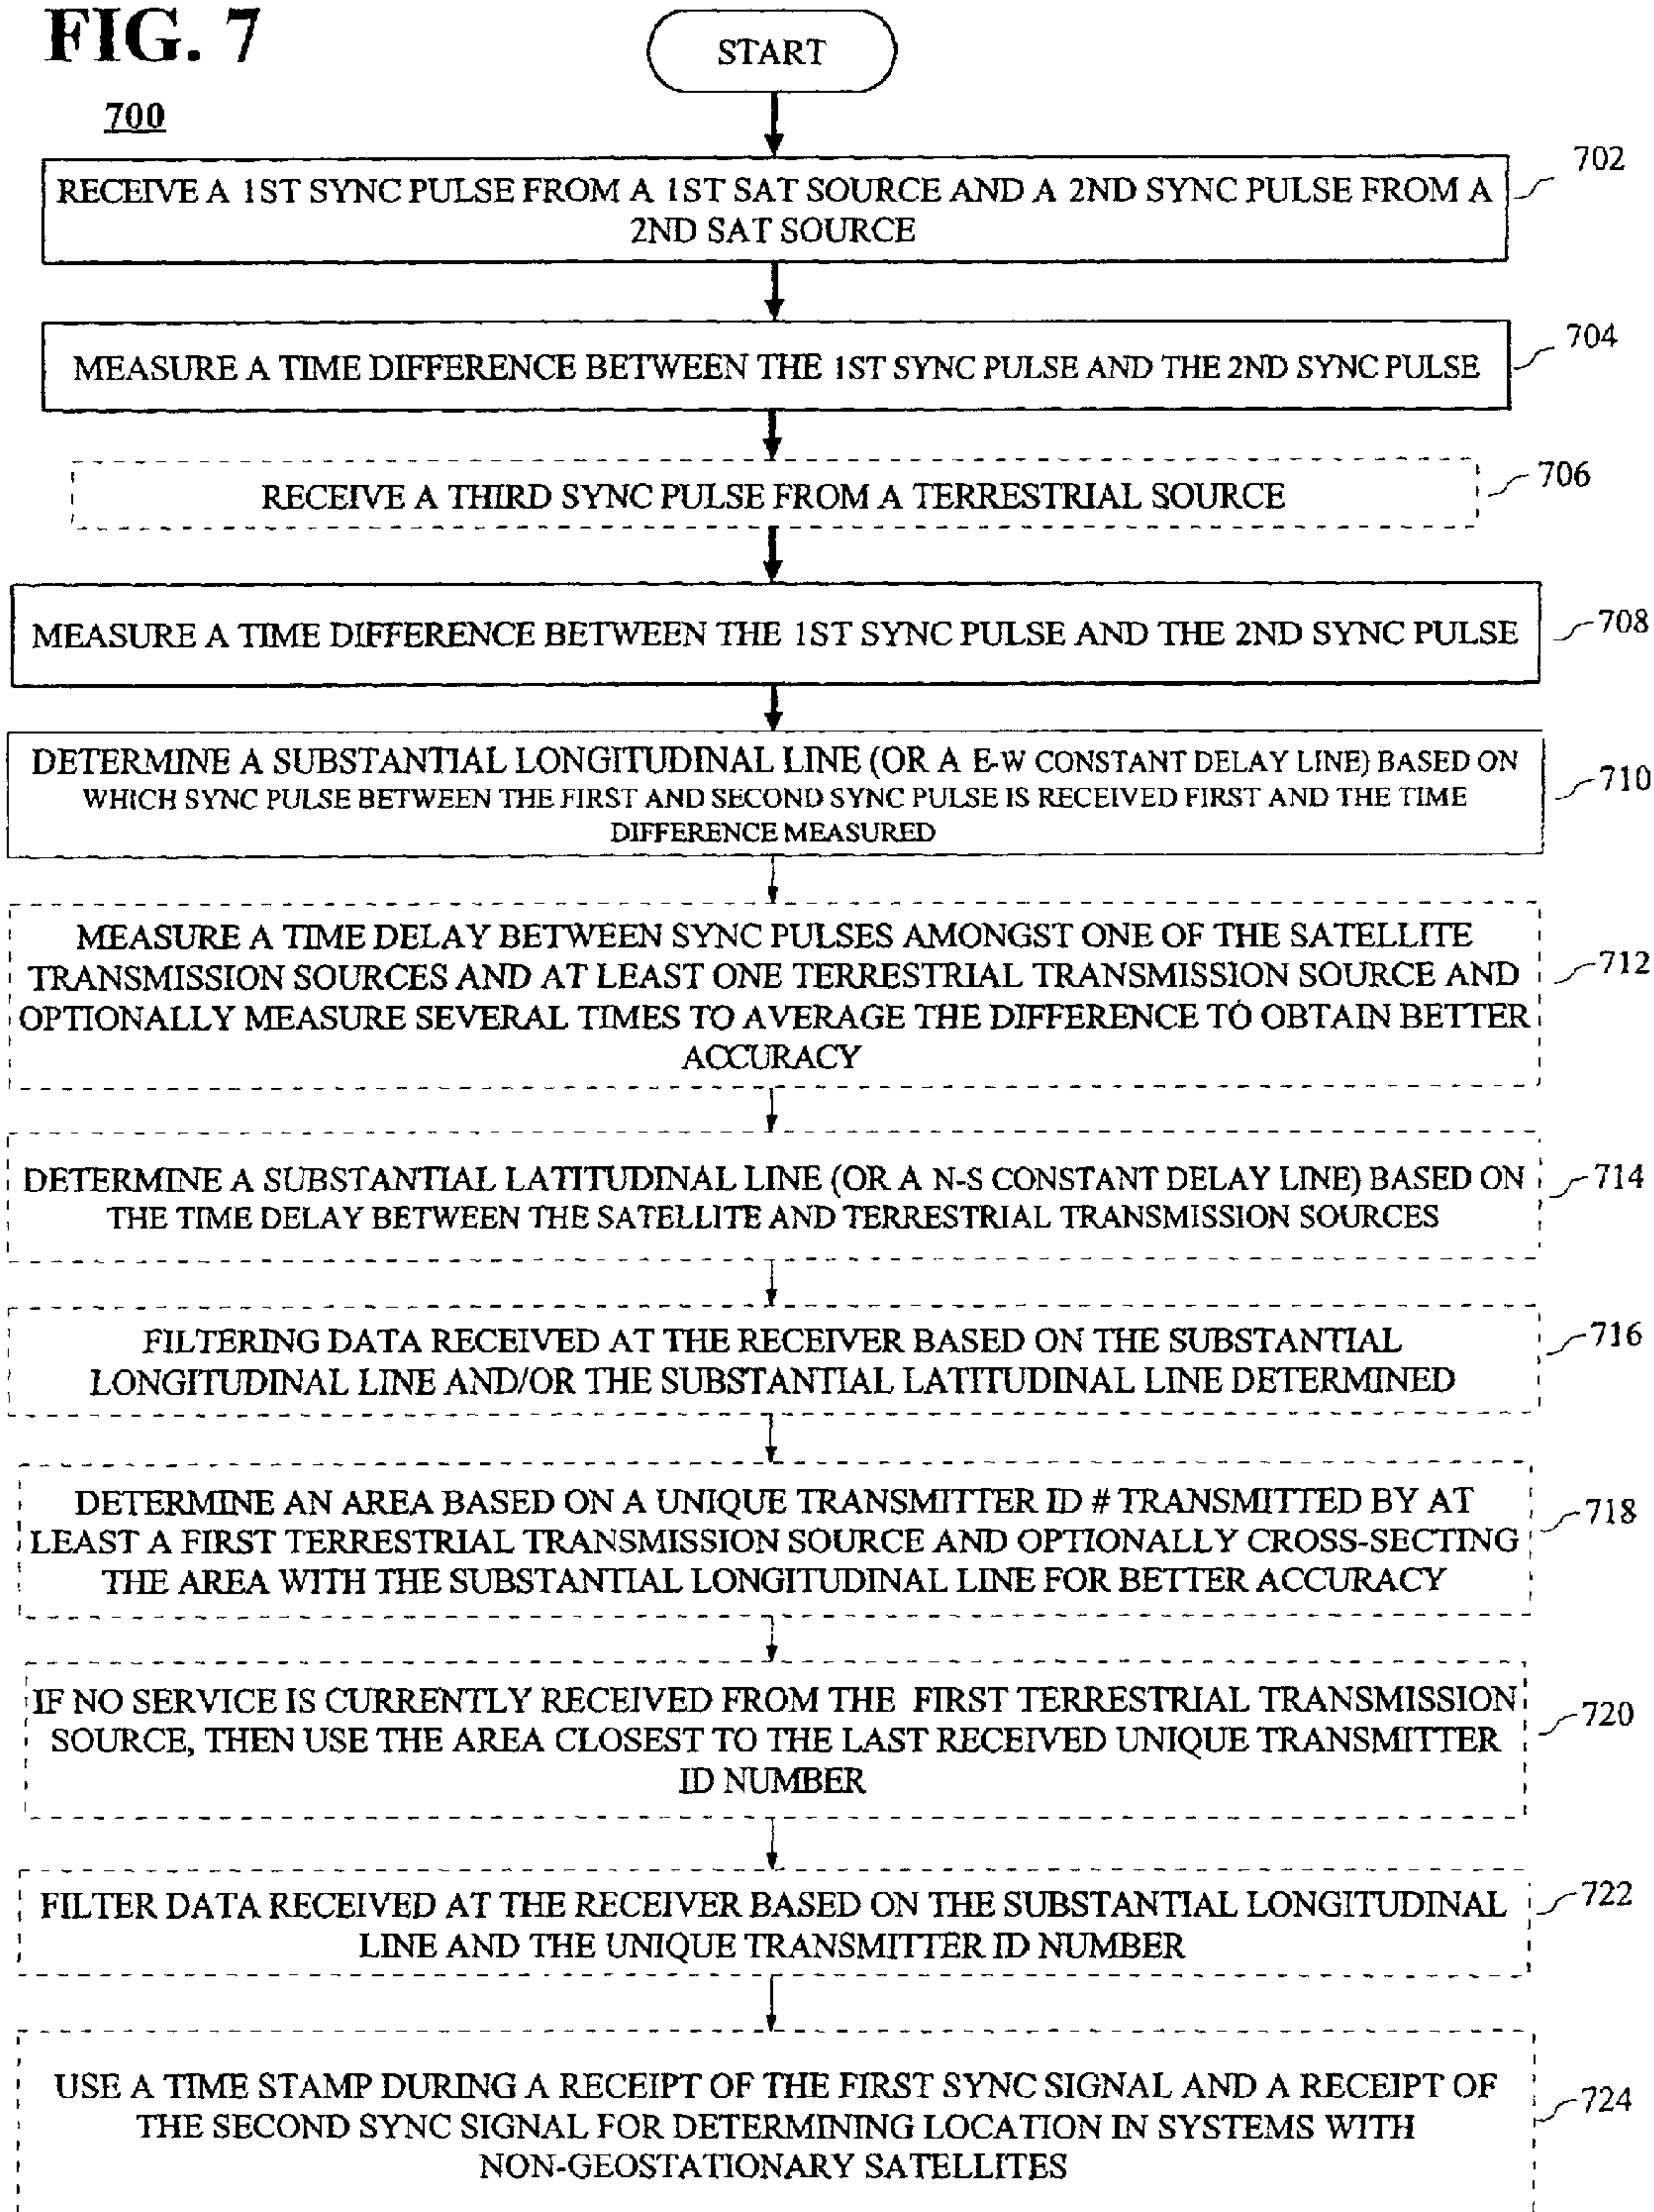 FIG. 7
700
START
RECEIVE A 1ST SYNC PULSE FROM A 1ST SAT SOURCE AND A 2ND SYNC PULSE FROM A
2ND SAT SOURCE
702
MEASURE A TIME DIFFERENCE BETWEEN THE 1ST SYNC PULSE AND THE 2ND SYNC PULSE
704
RECEIVE A THIRD SYNC PULSE FROM A TERRESTRIAL SOURCE
706
MEASURE A TIME DIFFERENCE BETWEEN THE 1ST SYNC PULSE AND THE 2ND SYNC PULSE
708
DETERMINE A SUBSTANTIAL LONGITUDINAL LINE (OR A E-W CONSTANT DELAY LINE) BASED ON
WHICH SYNC PULSE BETWEEN THE FIRST AND SECOND SYNC PULSE IS RECEIVED FIRST AND THE TIME
DIFFERENCE MEASURED
710
MEASURE A TIME DELAY BETWEEN SYNC PULSES AMONGST ONE OF THE SATELLITE
TRANSMISSION SOURCES AND AT LEAST ONE TERRESTRIAL TRANSMISSION SOURCE AND
OPTIONALLY MEASURE SEVERAL TIMES TO AVERAGE THE DIFFERENCE TO OBTAIN BETTER
ACCURACY
712
DETERMINE A SUBSTANTIAL LATITUDINAL LINE (OR A N-S CONSTANT DELAY LINE) BASED ON
THE TIME DELAY BETWEEN THE SATELLITE AND TERRESTRIAL TRANSMISSION SOURCES
714
FILTERING DATA RECEIVED AT THE RECEIVER BASED ON THE SUBSTANTIAL
LONGITUDINAL LINE AND/OR THE SUBSTANTIAL LATITUDINAL LINE DETERMINED
716
DETERMINE AN AREA BASED ON A UNIQUE TRANSMITTER ID # TRANSMITTED BY AT
LEAST A FIRST TERRESTRIAL TRANSMISSION SOURCE AND OPTIONALLY CROSS-SECTING
THE AREA WITH THE SUBSTANTIAL LONGITUDINAL LINE FOR BETTER ACCURACY
718
IF NO SERVICE IS CURRENTLY RECEIVED FROM THE FIRST TERRESTRIAL TRANSMISSION
SOURCE, THEN USE THE AREA CLOSEST TO THE LAST RECEIVED UNIQUE TRANSMITTER
ID NUMBER
720
FILTER DATA RECEIVED AT THE RECEIVER BASED ON THE SUBSTANTIAL LONGITUDINAL
LINE AND THE UNIQUE TRANSMITTER ID NUMBER
722
USE A TIME STAMP DURING A RECEIPT OF THE FIRST SYNC SIGNAL AND A RECEIPT OF
THE SECOND SYNC SIGNAL FOR DETERMINING LOCATION IN SYSTEMS WITH
NON-GEOSTATIONARY SATELLITES
724